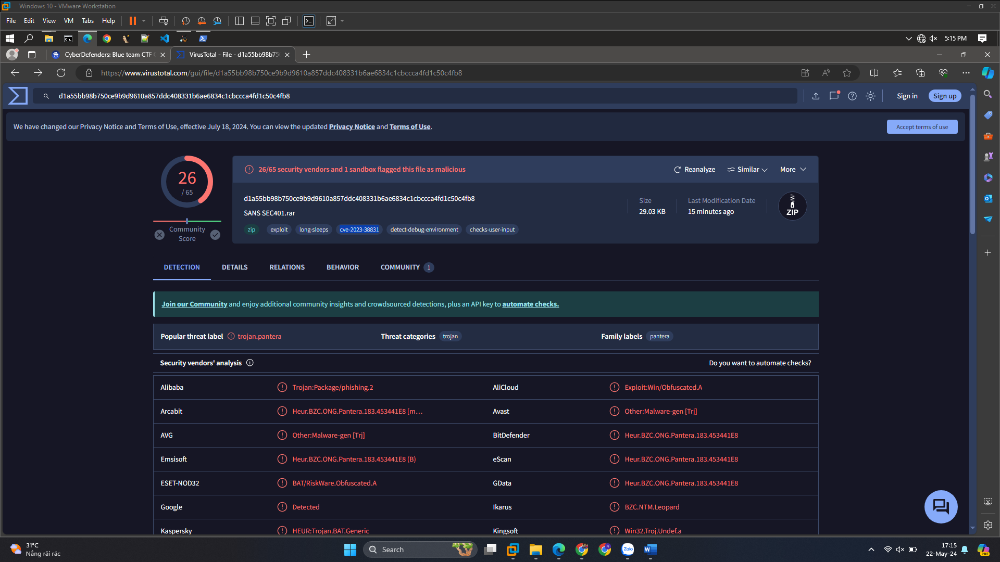 Windows 10 - VMware Workstation
File Edit View VM Tabs Help
5:15 PM
CyberDefenders: Blue team CTF
VirusTotal - File - d1a55bb98b75
https://www.virustotal.com/gui/file/d1a55bb98b750ce9b9d9610a857ddc408331b6ae6834c1cbccca4fd1c50c4fb8
d1a55bb98b750ce9b9d9610a857ddc408331b6ae6834c1cbccca4fd1c50c4fb8
Sign in
Sign up
We have changed our Privacy Notice and Terms of Use, effective July 18, 2024. You can view the updated Privacy Notice and Terms of Use.
Accept terms of use
26
/ 65
Community
Score
26/65 security vendors and 1 sandbox flagged this file as malicious
Reanalyze
Similar
More
d1a55bb98b750ce9b9d9610a857ddc408331b6ae6834c1cbccca4fd1c50c4fb8
SANS SEC401.rar
zip
exploit
long-sleeps
cve-2023-38831
detect-debug-environment
checks-user-input
Size
29.03 KB
Last Modification Date
15 minutes ago
ZIP
DETECTION
DETAILS
RELATIONS
BEHAVIOR
COMMUNITY 1
Join our Community and enjoy additional community insights and crowdsourced detections, plus an API key to automate checks.
Popular threat label trojan.pantera
Threat categories trojan
Family labels pantera
Security vendors' analysis
Do you want to automate checks?
Alibaba Trojan:Package/phishing.2
AliCloud Exploit:Win/Obfuscated.A
Arcabit Heur.BZC.ONG.Pantera.183.453441E8 [m...
Avast Other:Malware-gen [Trj]
AVG Other:Malware-gen [Trj]
BitDefender Heur.BZC.ONG.Pantera.183.453441E8
Emsisoft Heur.BZC.ONG.Pantera.183.453441E8 (B)
eScan Heur.BZC.ONG.Pantera.183.453441E8
ESET-NOD32 BAT/RiskWare.Obfuscated.A
GData Heur.BZC.ONG.Pantera.183.453441E8
Google Detected
Ikarus BZC.NTM.Leopard
Kaspersky HEUR:Trojan.BAT.Generic
Kingsoft Win32.Troj.Undef.a
31°C
Nắng rải rác
Search
Zalo
17:15
22-May-24
PRE